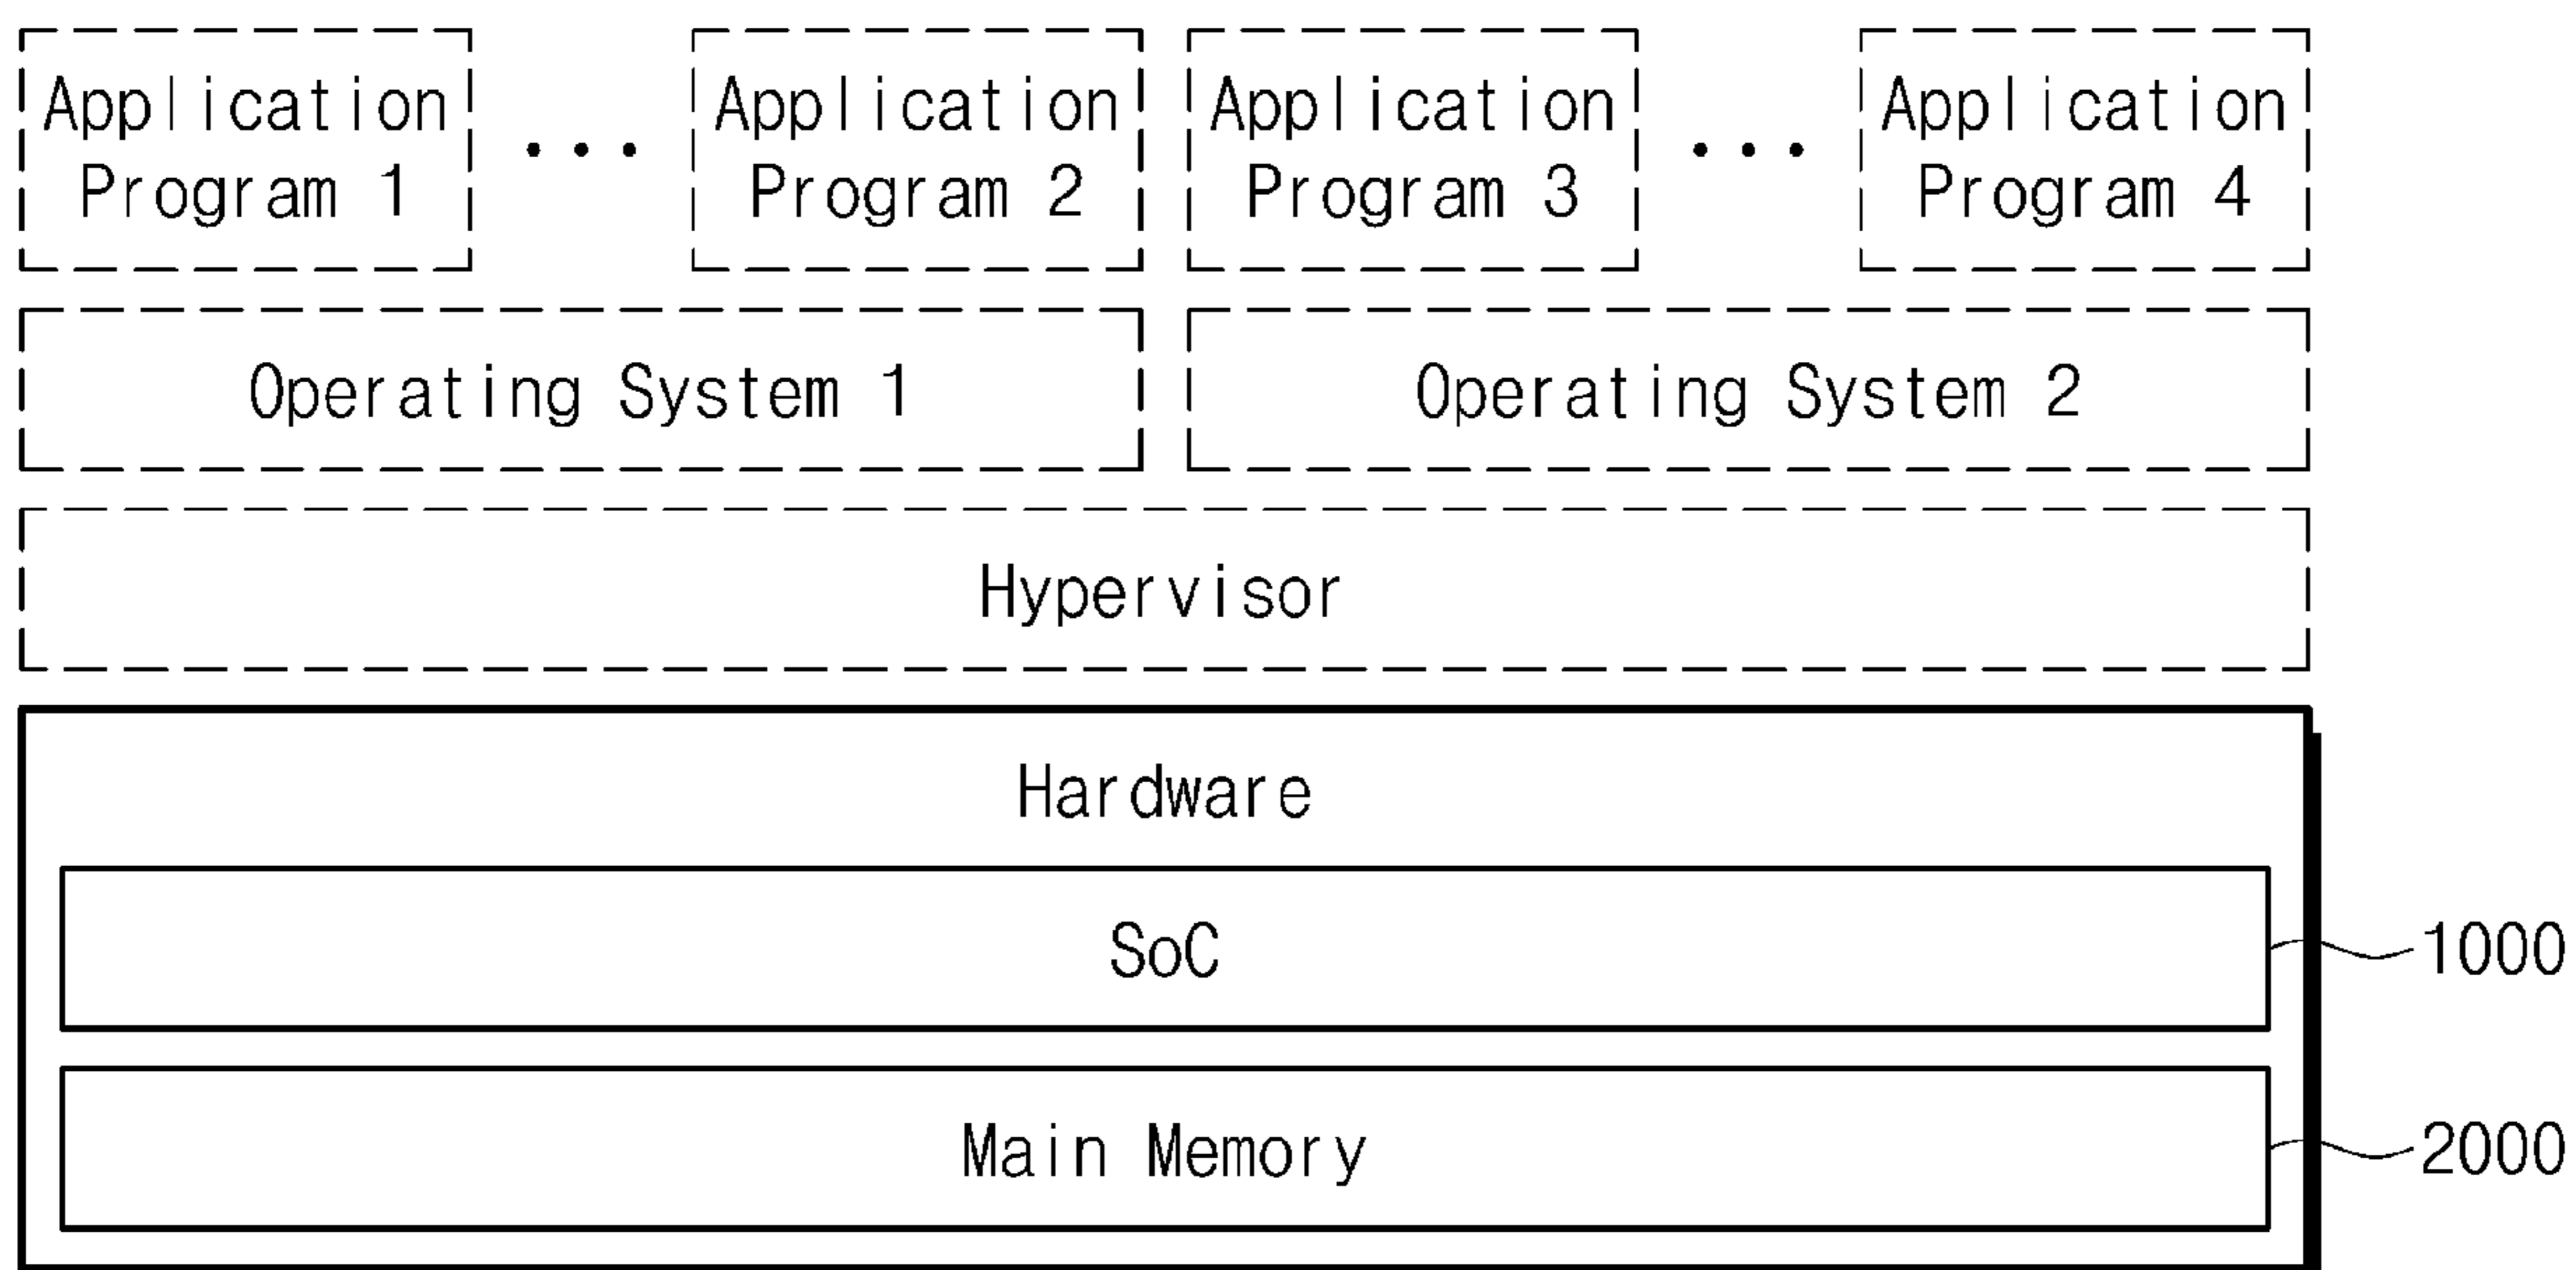 Application
Program 1
Application
Program 2
Application
Program 3
Application
Program 4
Operating System 1
Operating System 2
Hypervisor
Hardware
SoC
1000
Main Memory
2000